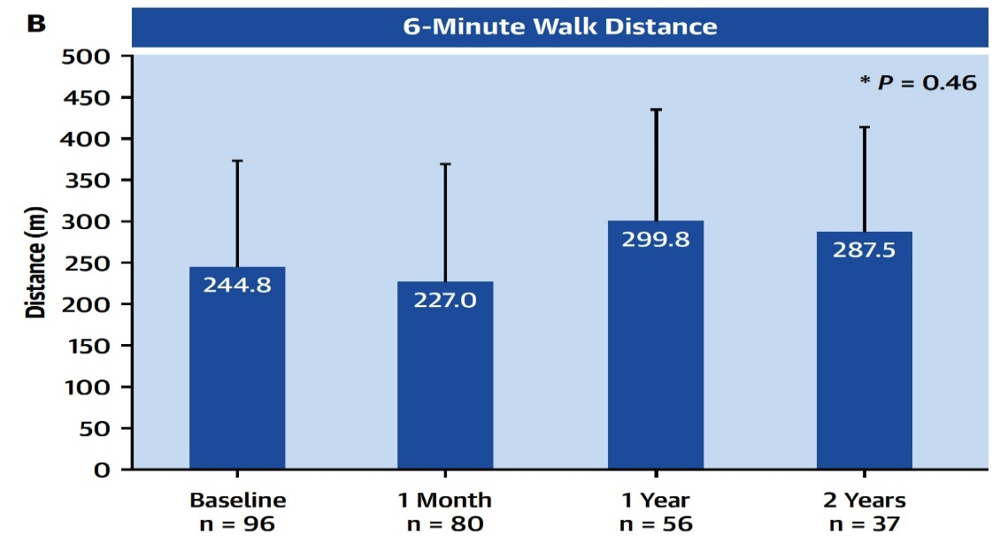 B
6-Minute Walk Distance
* P = 0.46
Distance (m)
500
450
400
350
300
250
200
150
100
50
0
244.8
227.0
299.8
287.5
Baseline
n = 96
1 Month
n = 80
1 Year
n = 56
2 Years
n = 37